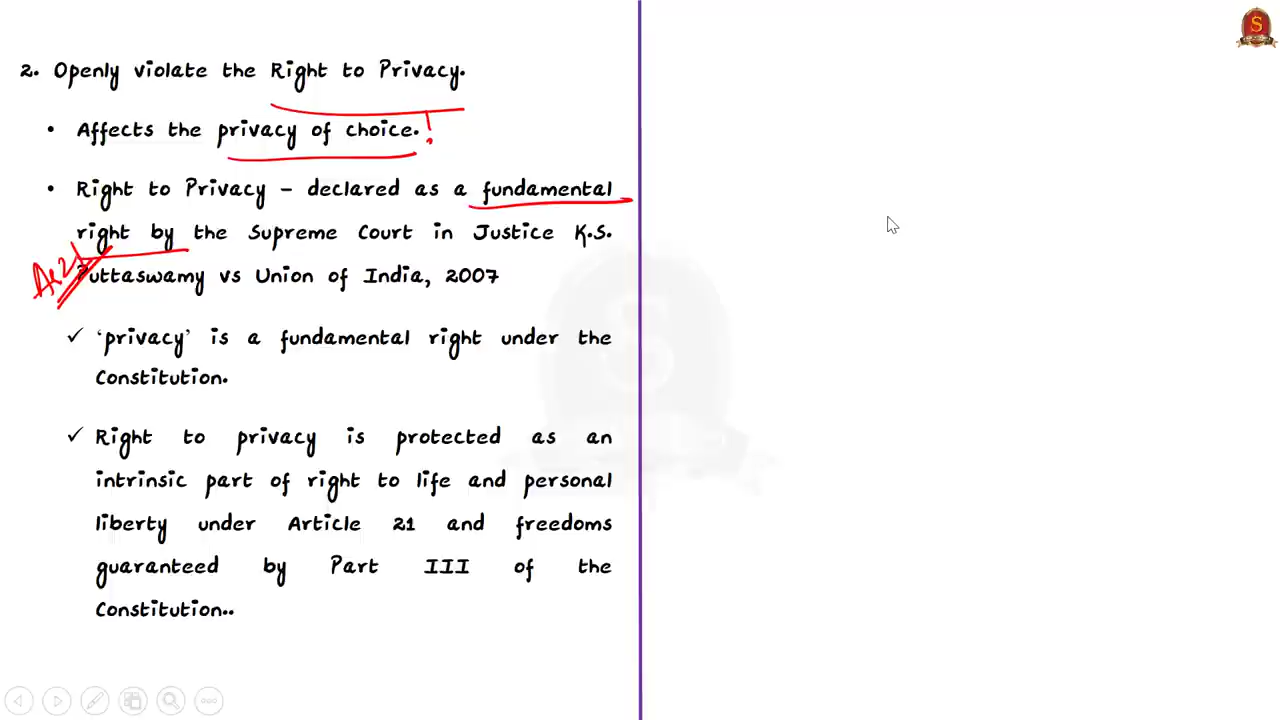 2. Openly violate the Right to Privacy.
• Affects the privacy of choice. !
• Right to Privacy – declared as a fundamental
right by the Supreme Court in Justice K.S.
Puttaswamy vs Union of India, 2007
Ar 21
✓ ‘privacy’ is a fundamental right under the
Constitution.
✓ Right to privacy is protected as an
intrinsic part of right to life and personal
liberty under Article 21 and freedoms
guaranteed by Part III of the
Constitution..
S